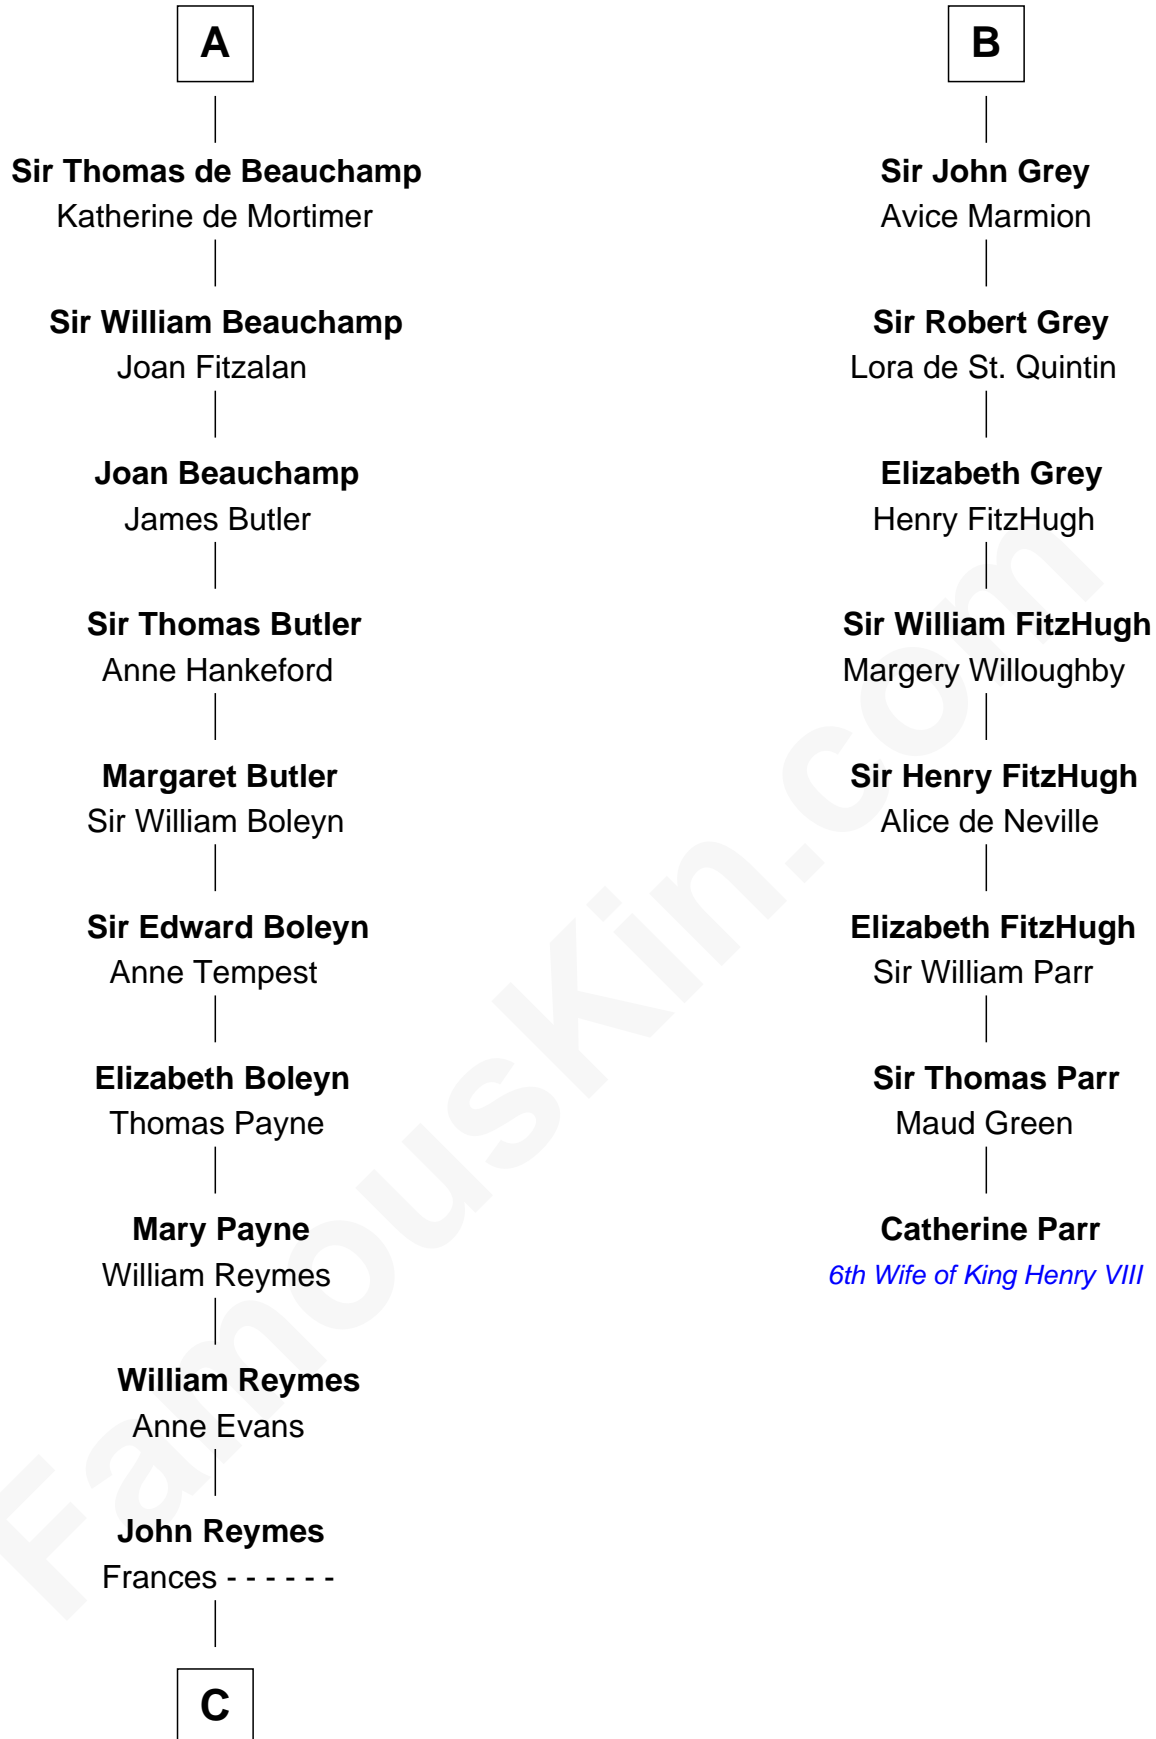 A
Sir Thomas de Beauchamp
Katherine de Mortimer
Sir William Beauchamp
Joan Fitzalan
Joan Beauchamp
James Butler
Sir Thomas Butler
Anne Hankeford
Margaret Butler
Sir William Boleyn
Sir Edward Boleyn
Anne Tempest
Elizabeth Boleyn
Thomas Payne
Mary Payne
William Reymes
William Reymes
Anne Evans
John Reymes
Frances - - - - - -
C
B
Sir John Grey
Avice Marmion
Sir Robert Grey
Lora de St. Quintin
Elizabeth Grey
Henry FitzHugh
Sir William FitzHugh
Margery Willoughby
Sir Henry FitzHugh
Alice de Neville
Elizabeth FitzHugh
Sir William Parr
Sir Thomas Parr
Maud Green
Catherine Parr
6th Wife of King Henry VIII
FamousKin.com